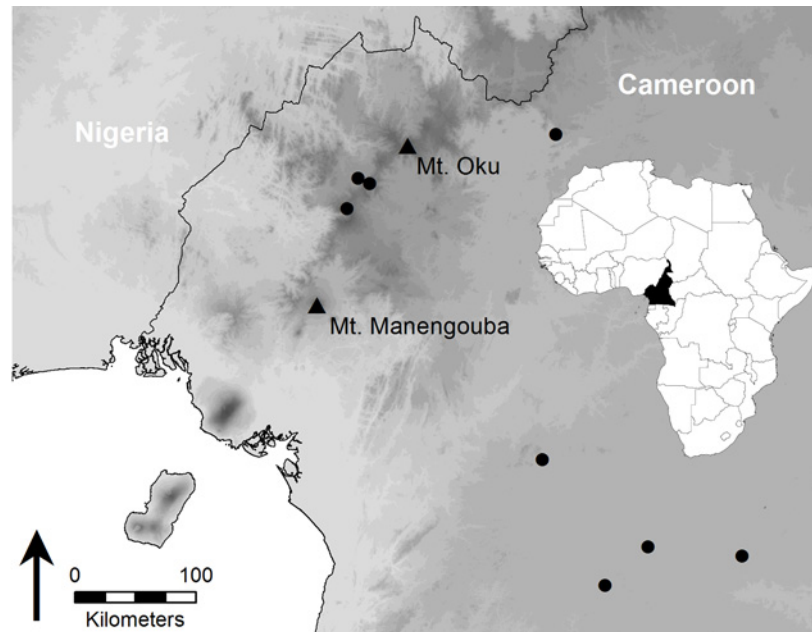 Cameroon
Nigeria
Mt. Oku
Mt. Manengouba
0 100
Kilometers